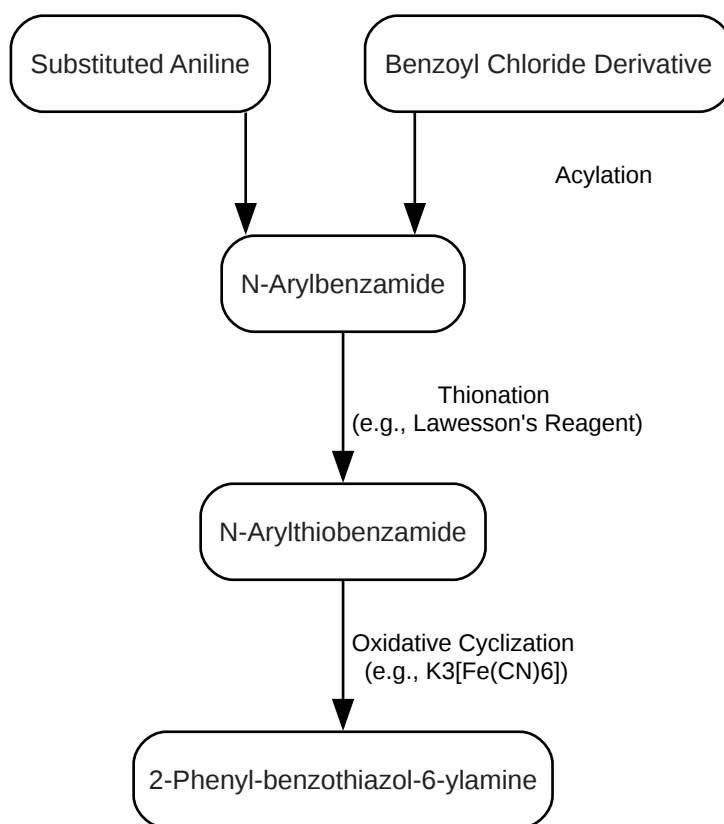 Substituted Aniline
Benzoyl Chloride Derivative
Acylation
N-Arylbenzamide
Thionation
(e.g., Lawesson's Reagent)
N-Arylthiobenzamide
Oxidative Cyclization
(e.g., K3[Fe(CN)6])
2-Phenyl-benzothiazol-6-ylamine